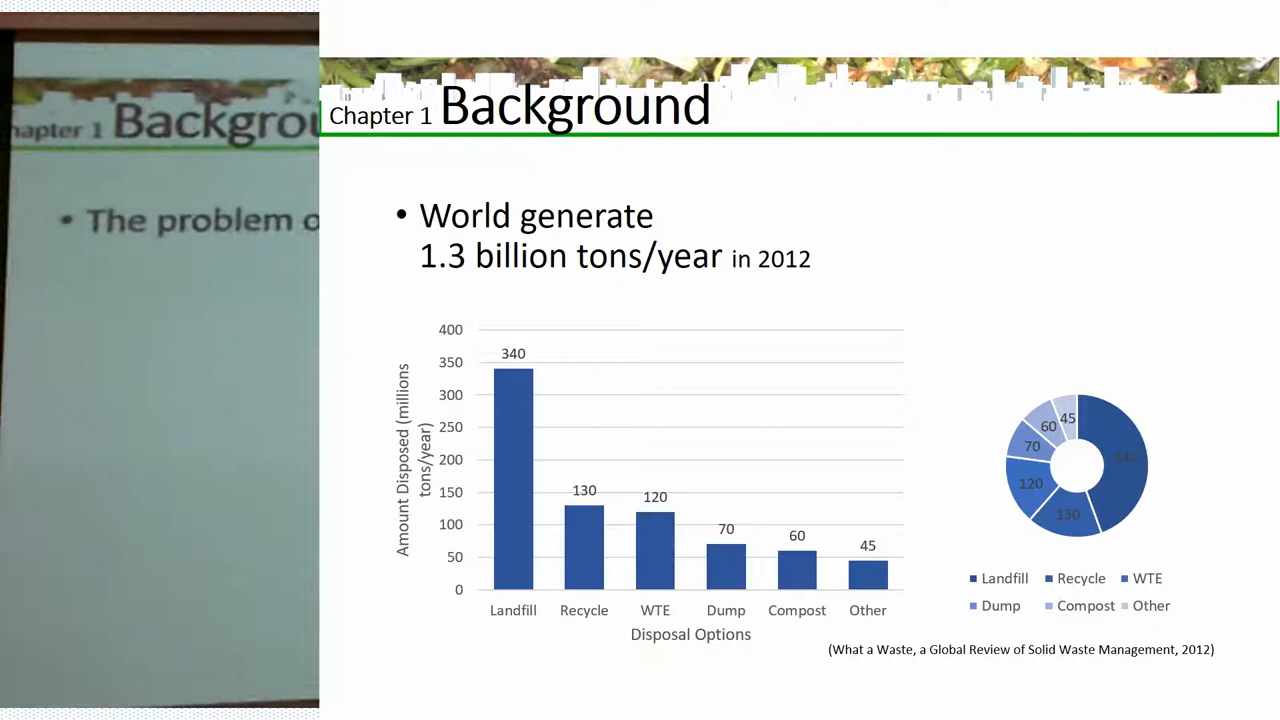 hapter 1 Backgrou
• The problem o
Chapter 1 Background
• World generate
1.3 billion tons/year in 2012
Amount Disposed (millions
tons/year)
400
350
300
250
200
150
100
50
0
340
130
120
70
60
45
Landfill Recycle WTE Dump Compost Other
Disposal Options
340
130
120
70
60
45
Landfill Recycle WTE
Dump Compost Other
(What a Waste, a Global Review of Solid Waste Management, 2012)